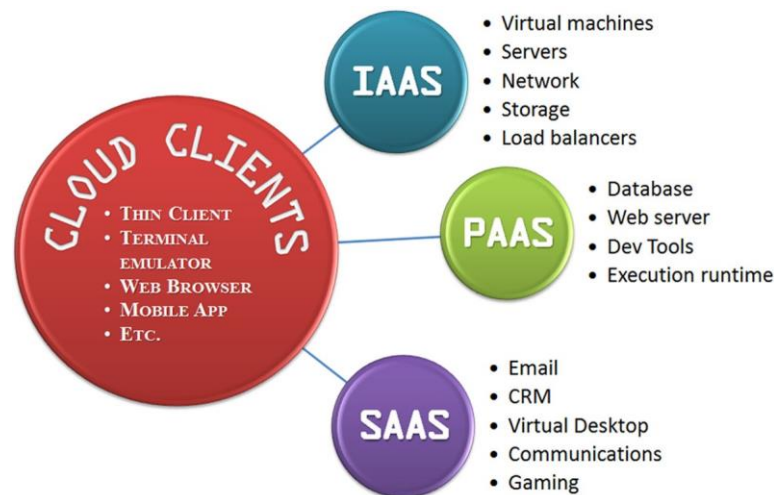 CLOUD CLIENTS
• THIN CLIENT
• TERMINAL
EMULATOR
• WEB BROWSER
• MOBILE APP
• ETC.
IAAS
• Virtual machines
• Servers
• Network
• Storage
• Load balancers
PAAS
• Database
• Web server
• Dev Tools
• Execution runtime
SAAS
• Email
• CRM
• Virtual Desktop
• Communications
• Gaming